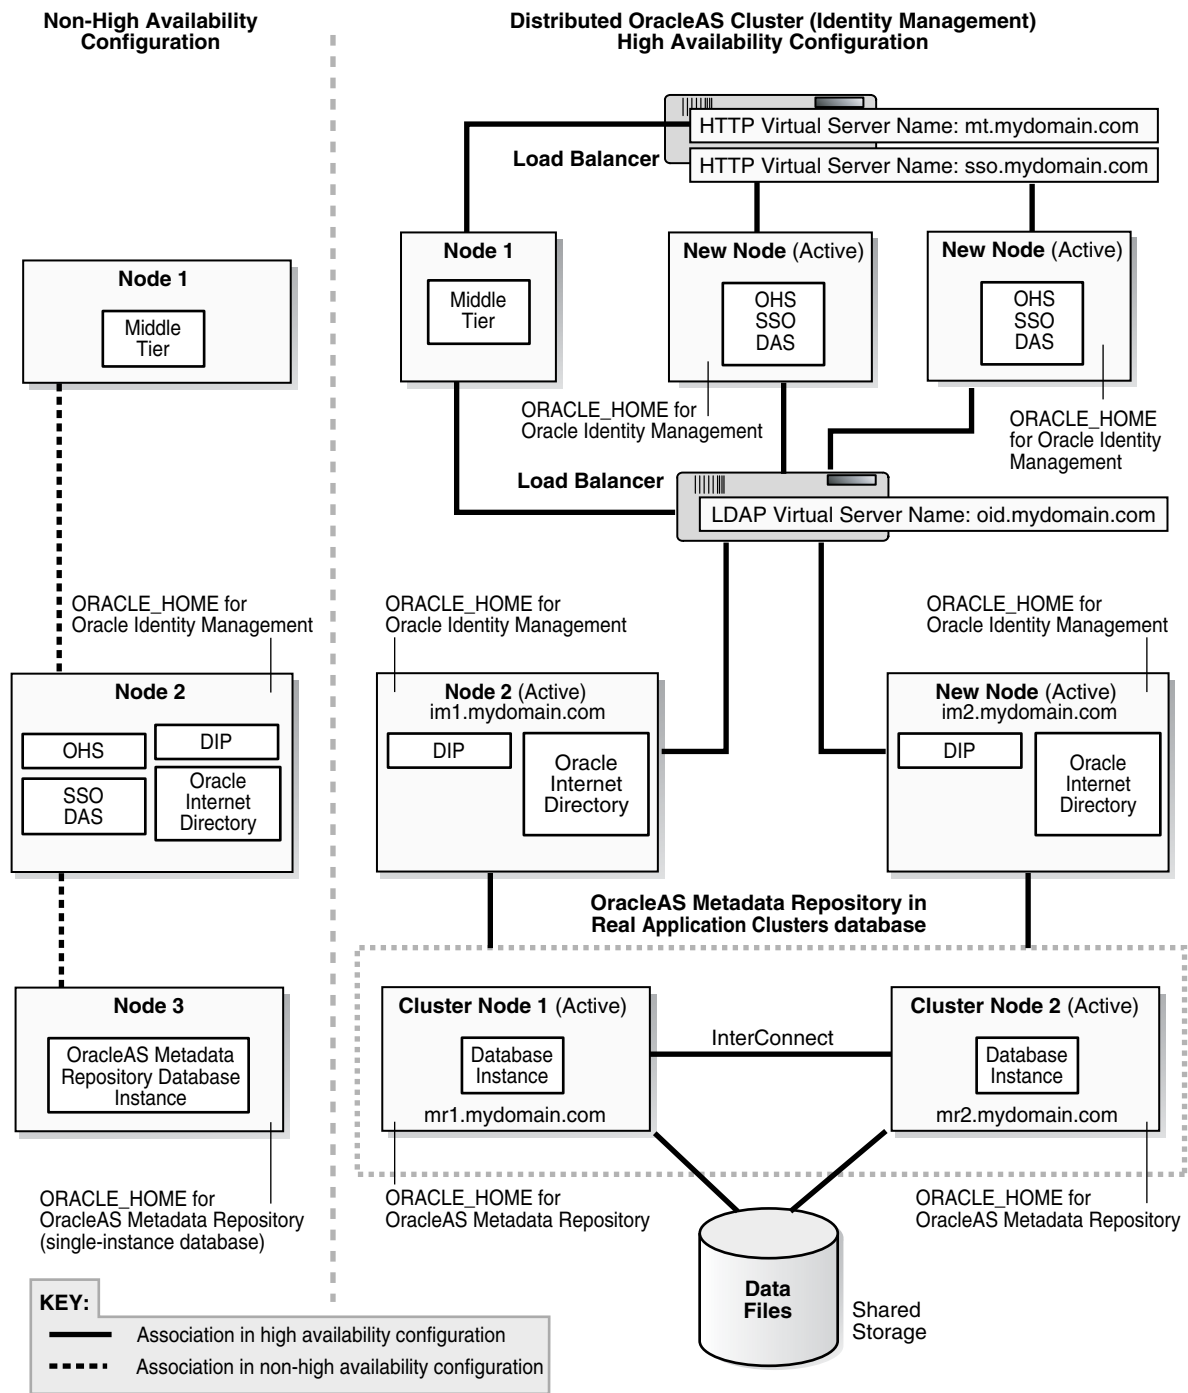 Non-High Availability
Configuration
Distributed OracleAS Cluster (Identity Management)
High Availability Configuration
HTTP Virtual Server Name: mt.mydomain.com
Load Balancer
HTTP Virtual Server Name: sso.mydomain.com
Node 1
Middle
Tier
Node 1
Middle
Tier
New Node (Active)
OHS
SSO
DAS
New Node (Active)
OHS
SSO
DAS
ORACLE_HOME for
Oracle Identity Management
ORACLE_HOME
for Oracle Identity
Management
Load Balancer
LDAP Virtual Server Name: oid.mydomain.com
ORACLE_HOME for
Oracle Identity Management
ORACLE_HOME for
Oracle Identity Management
ORACLE_HOME for
Oracle Identity Management
Node 2
OHS
DIP
SSO
DAS
Oracle
Internet
Directory
Node 2 (Active)
im1.mydomain.com
DIP
Oracle
Internet
Directory
New Node (Active)
im2.mydomain.com
DIP
Oracle
Internet
Directory
OracleAS Metadata Repository in
Real Application Clusters database
Node 3
OracleAS Metadata
Repository Database
Instance
Cluster Node 1 (Active)
Database
Instance
mr1.mydomain.com
InterConnect
Cluster Node 2 (Active)
Database
Instance
mr2.mydomain.com
ORACLE_HOME for
OracleAS Metadata Repository
(single-instance database)
ORACLE_HOME for
OracleAS Metadata Repository
ORACLE_HOME for
OracleAS Metadata Repository
Data
Files
Shared
Storage
KEY:
Association in high availability configuration
Association in non-high availability configuration